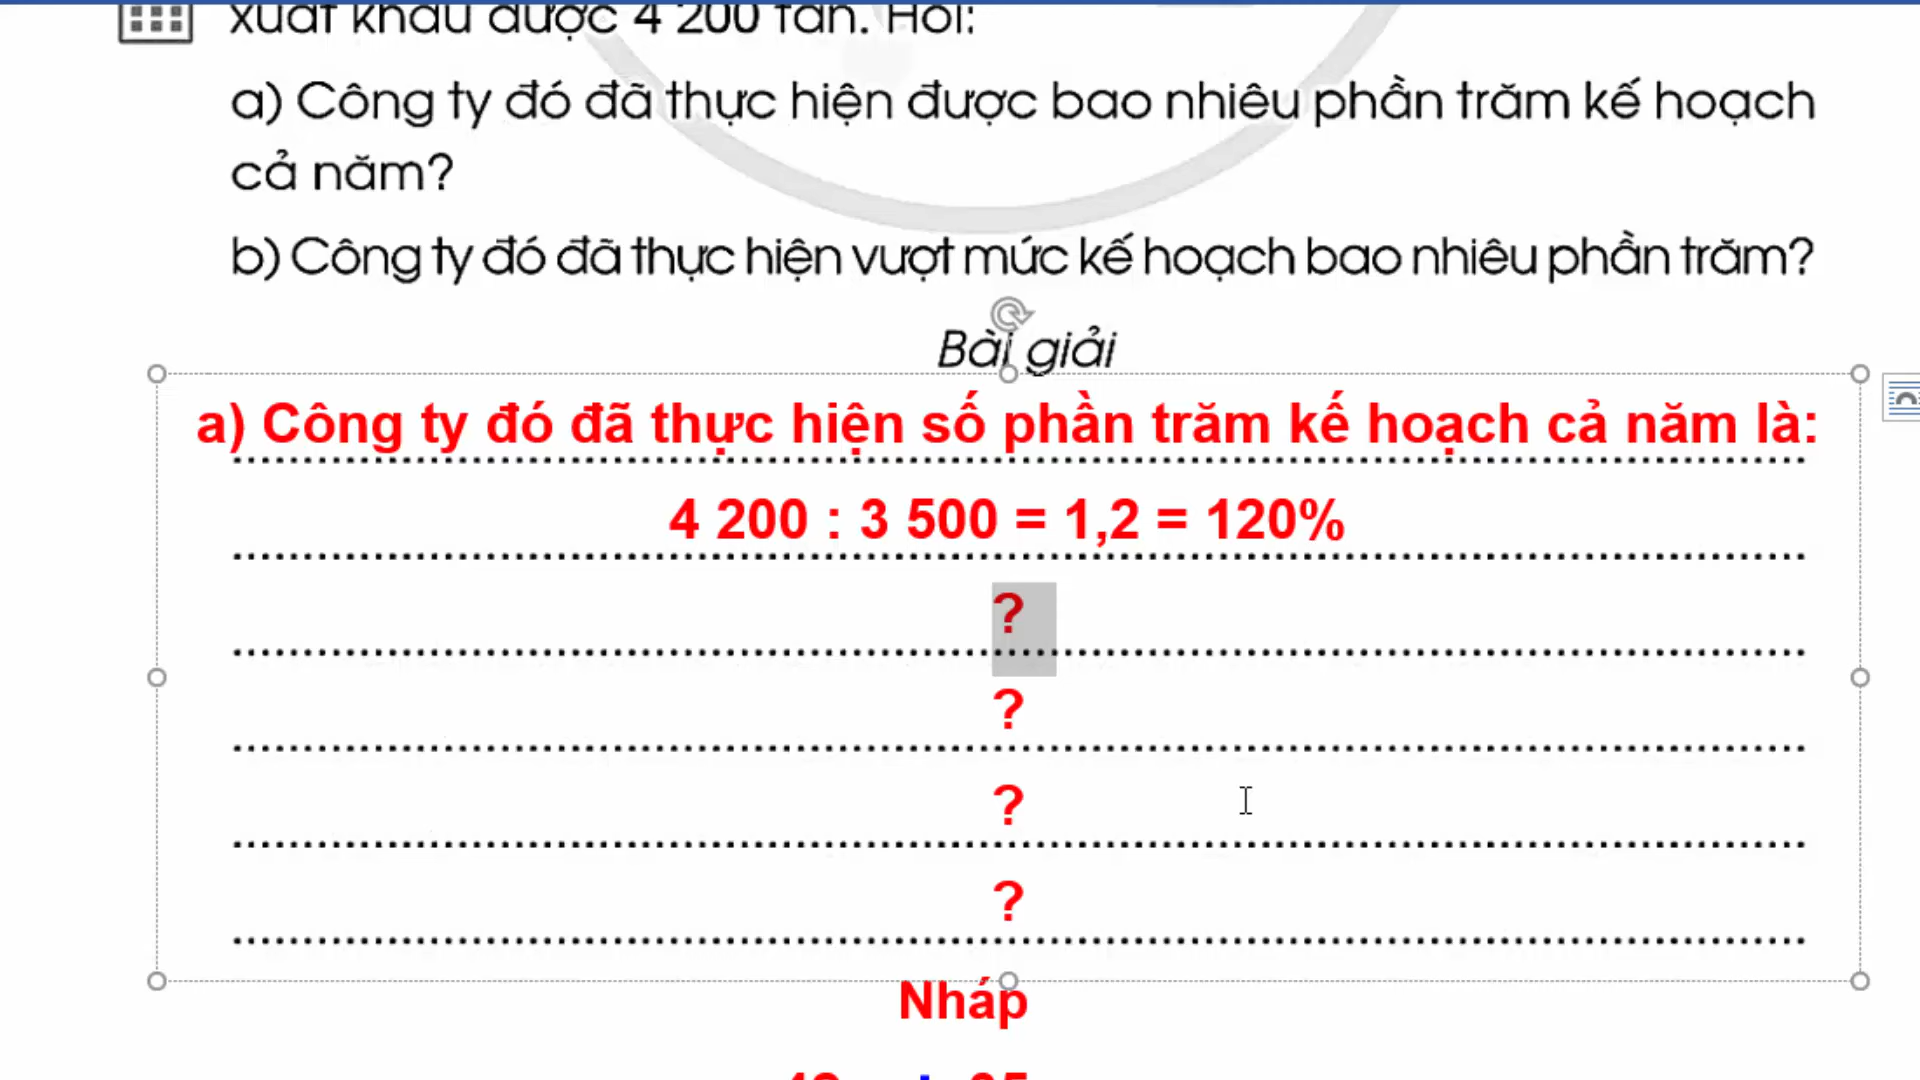 xuất khẩu được 4 200 tấn. Hỏi:
a) Công ty đó đã thực hiện được bao nhiêu phần trăm kế hoạch
cả năm?
b) Công ty đó đã thực hiện vượt mức kế hoạch bao nhiêu phần trăm?
Bài giải
a) Công ty đó đã thực hiện số phần trăm kế hoạch cả năm là:
4 200 : 3 500 = 1,2 = 120%
?
?
?
?
Nháp